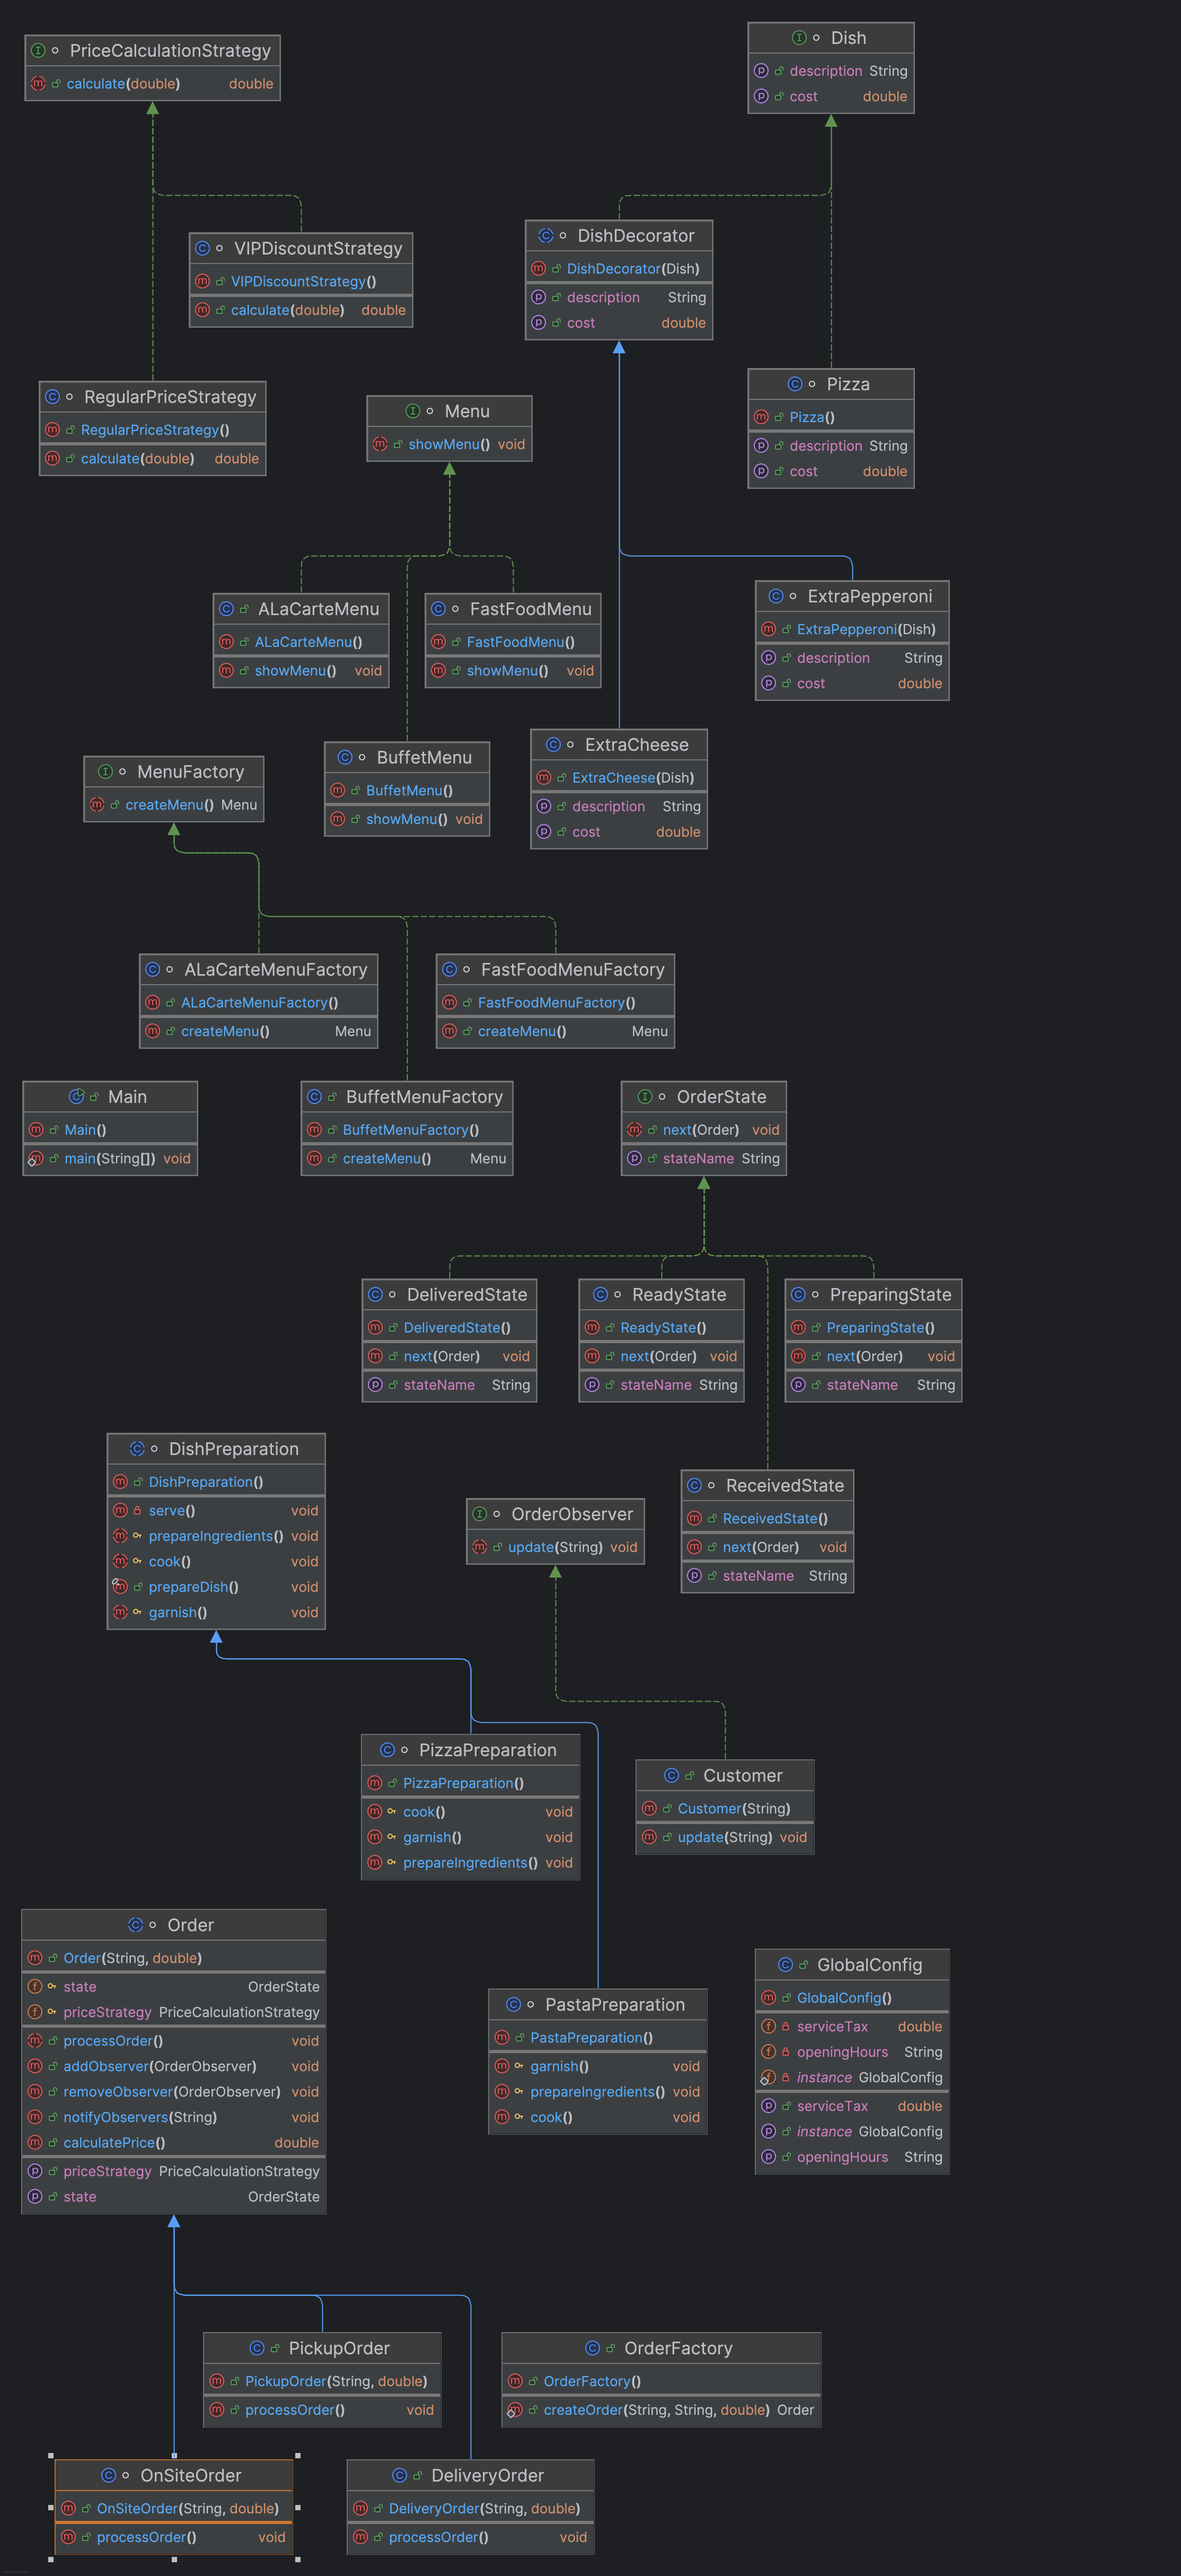 PriceCalculationStrategy
calculate(double) double
Dish
description String
cost double
VIPDiscountStrategy
VIPDiscountStrategy()
calculate(double) double
DishDecorator
DishDecorator(Dish)
description String
cost double
RegularPriceStrategy
RegularPriceStrategy()
calculate(double) double
Menu
showMenu() void
Pizza
Pizza()
description String
cost double
ALaCarteMenu
ALaCarteMenu()
showMenu() void
FastFoodMenu
FastFoodMenu()
showMenu() void
ExtraPepperoni
ExtraPepperoni(Dish)
description String
cost double
MenuFactory
createMenu() Menu
BuffetMenu
BuffetMenu()
showMenu() void
ExtraCheese
ExtraCheese(Dish)
description String
cost double
ALaCarteMenuFactory
ALaCarteMenuFactory()
createMenu() Menu
FastFoodMenuFactory
FastFoodMenuFactory()
createMenu() Menu
Main
Main()
main(String[]) void
BuffetMenuFactory
BuffetMenuFactory()
createMenu() Menu
OrderState
next(Order) void
stateName String
DeliveredState
DeliveredState()
next(Order) void
stateName String
ReadyState
ReadyState()
next(Order) void
stateName String
PreparingState
PreparingState()
next(Order) void
stateName String
DishPreparation
DishPreparation()
serve() void
prepareIngredients() void
cook() void
prepareDish() void
garnish() void
OrderObserver
update(String) void
ReceivedState
ReceivedState()
next(Order) void
stateName String
PizzaPreparation
PizzaPreparation()
cook() void
garnish() void
prepareIngredients() void
Customer
Customer(String)
update(String) void
Order
Order(String, double)
state OrderState
priceStrategy PriceCalculationStrategy
processOrder() void
addObserver(OrderObserver) void
removeObserver(OrderObserver) void
notifyObservers(String) void
calculatePrice() double
priceStrategy PriceCalculationStrategy
state OrderState
PastaPreparation
PastaPreparation()
garnish() void
prepareIngredients() void
cook() void
GlobalConfig
GlobalConfig()
serviceTax double
openingHours String
instance GlobalConfig
serviceTax double
instance GlobalConfig
openingHours String
PickupOrder
PickupOrder(String, double)
processOrder() void
OrderFactory
OrderFactory()
createOrder(String, String, double) Order
OnSiteOrder
OnSiteOrder(String, double)
processOrder() void
DeliveryOrder
DeliveryOrder(String, double)
processOrder() void